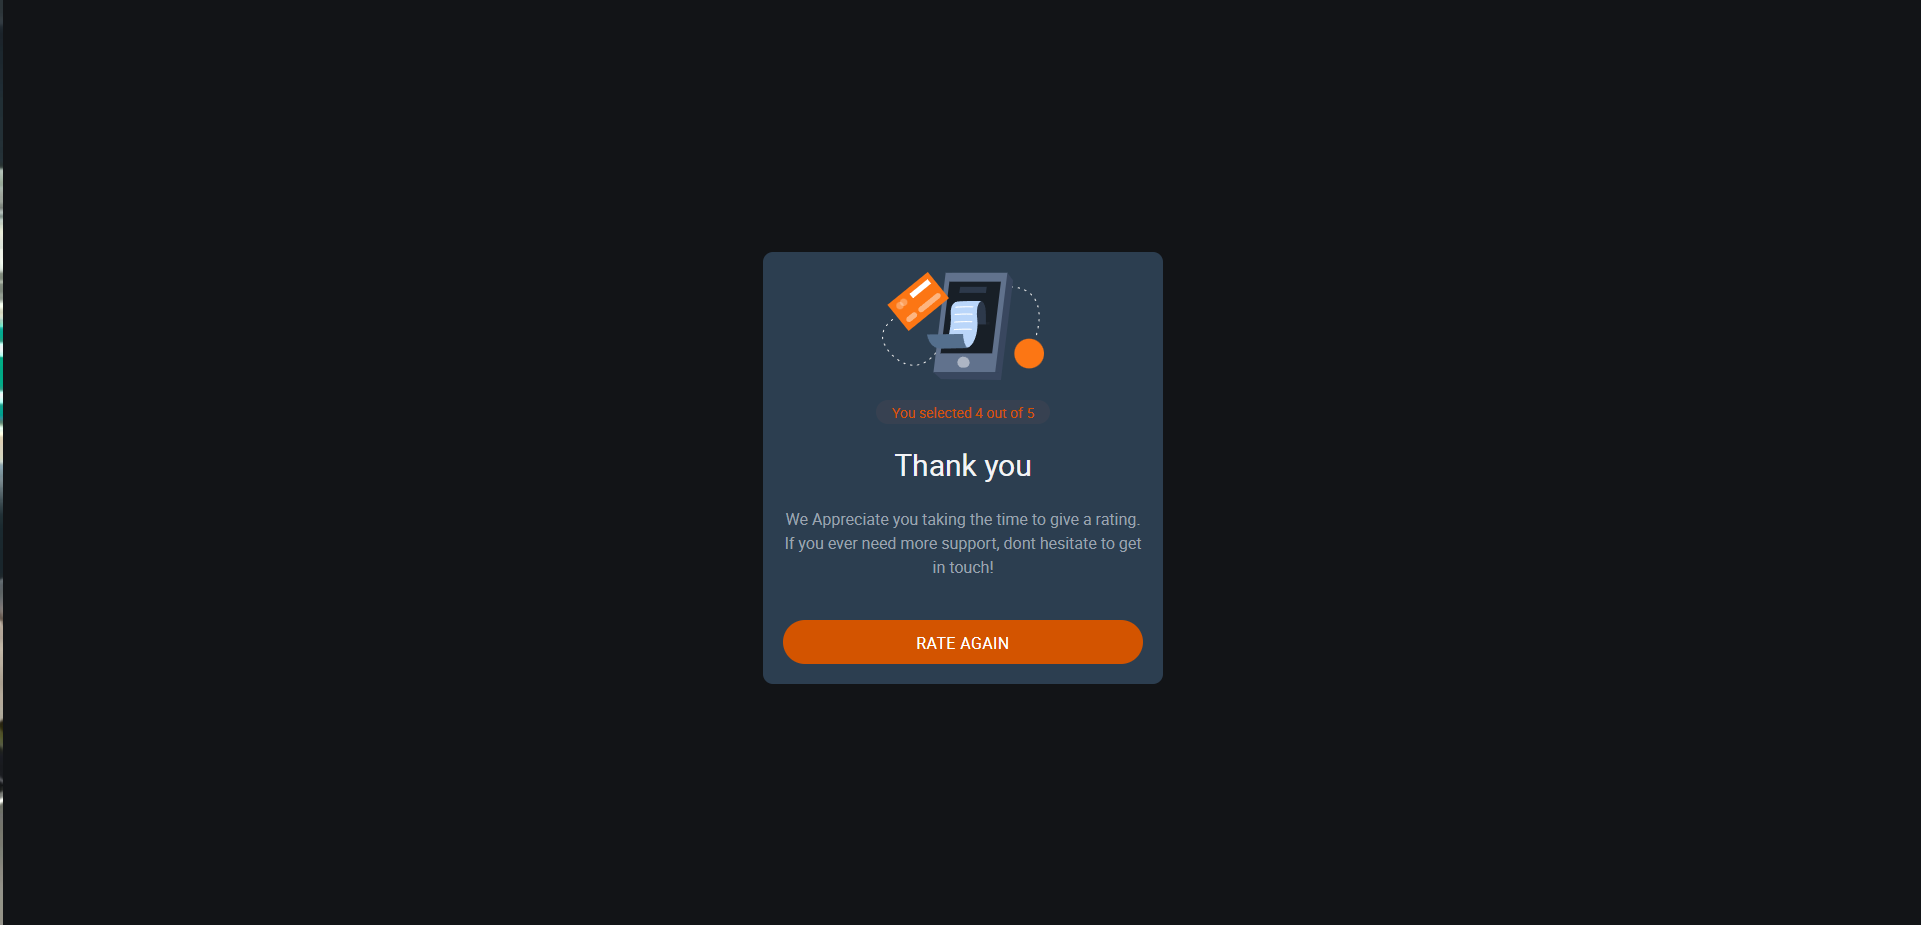 You selected 4 out of 5
Thank you
We Appreciate you taking the time to give a rating.
If you ever need more support, dont hesitate to get
in touch!
RATE AGAIN